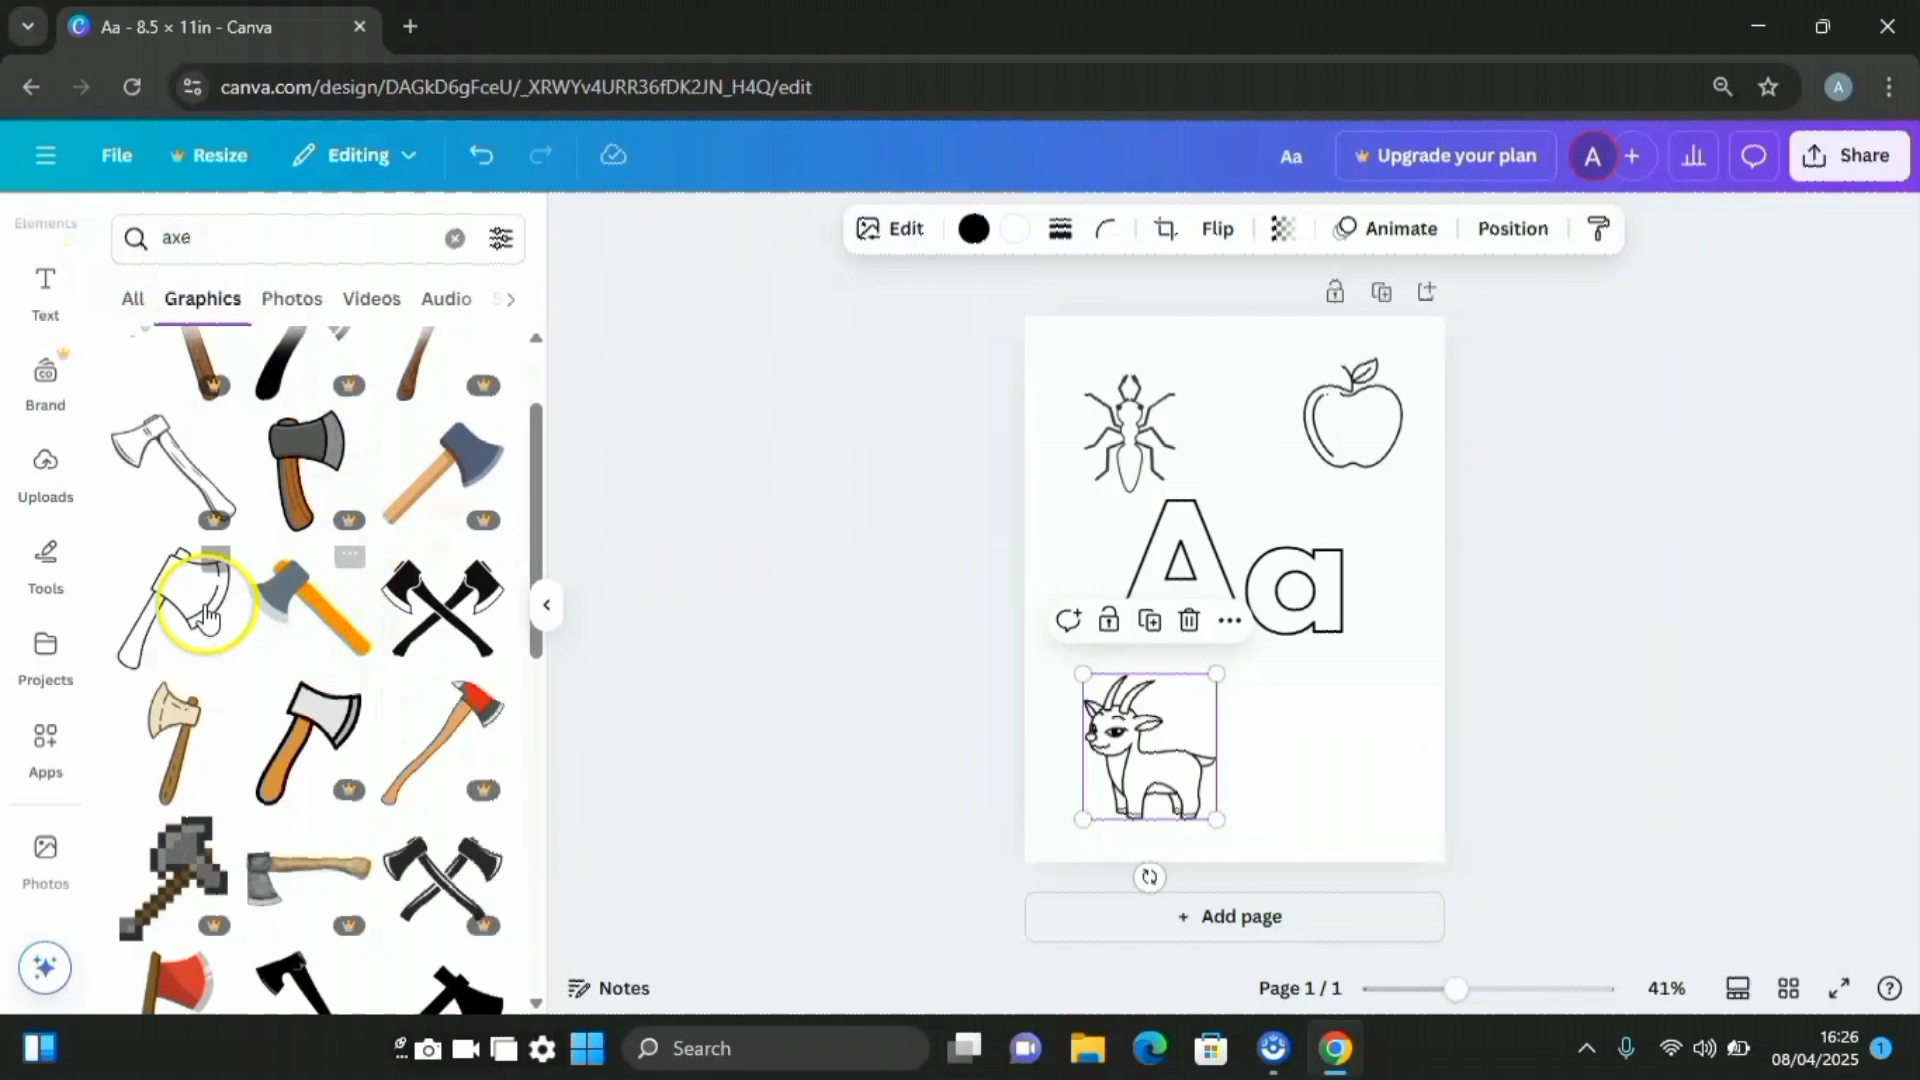 Aa - 8.5 × 11in - Canva
canva.com/design/DAGkD6gFceU/_XRWYv4URR36fDK2JN_H4Q/edit
A
File
Resize
Editing
Aa
Upgrade your plan
A
Share
Elements
Text
Brand
Uploads
Tools
Projects
Apps
Photos
axe
All
Graphics
Photos
Videos
Audio
Edit
Flip
Animate
Position
Aa
+ Add page
Notes
Page 1 / 1
41%
Search
16:26
08/04/2025
1